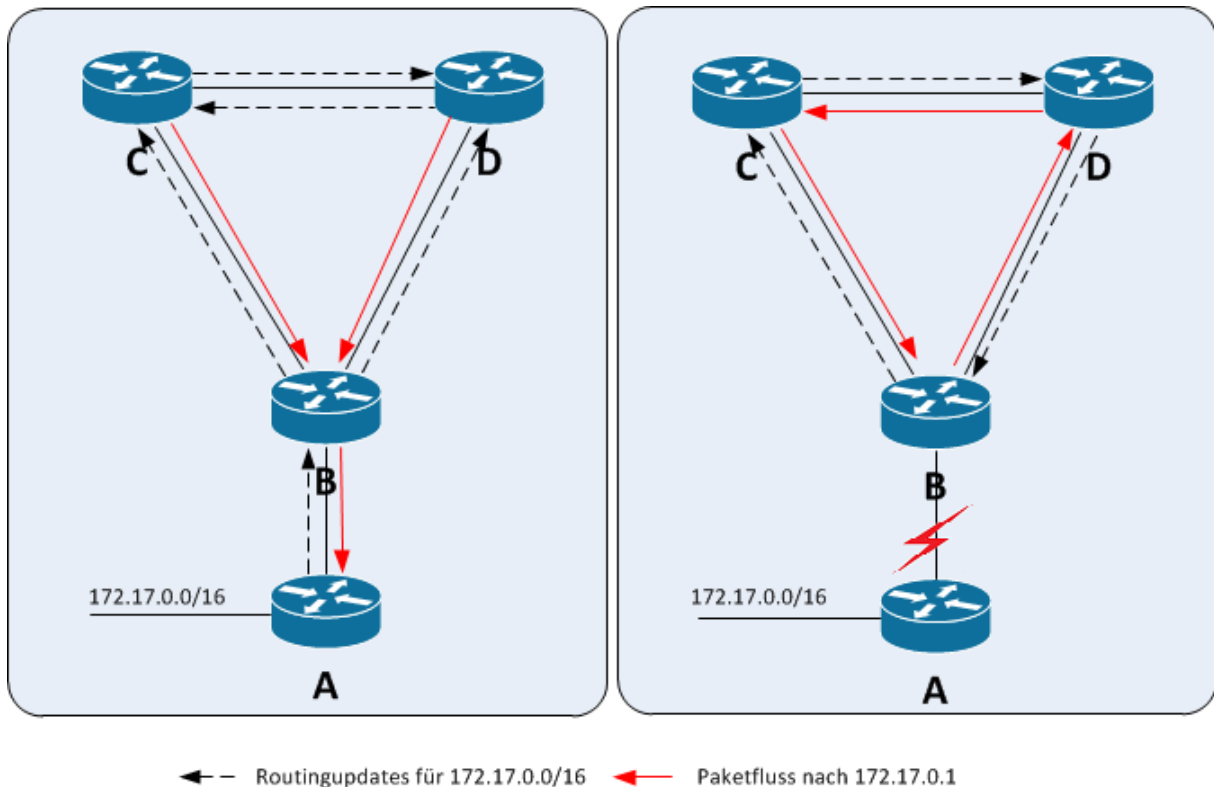 C
D
B
172.17.0.0/16
A
C
D
B
172.17.0.0/16
A
Routingupdates für 172.17.0.0/16
Paketfluss nach 172.17.0.1